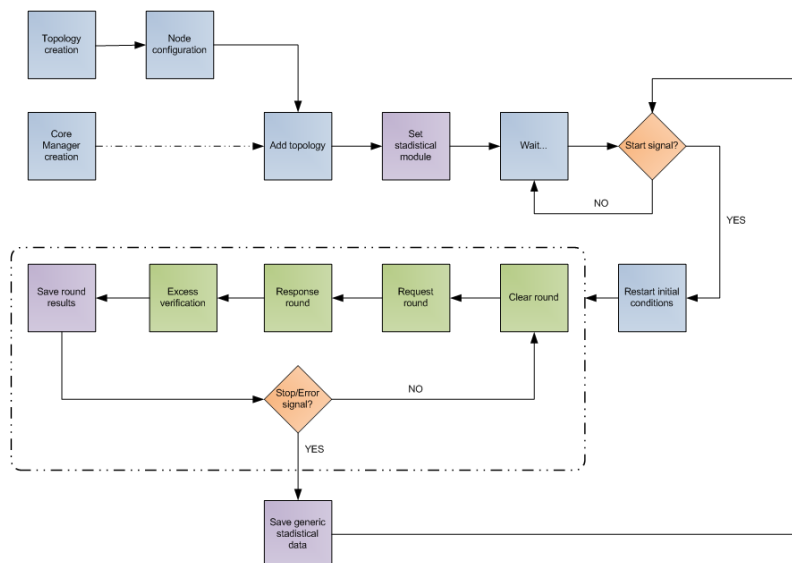 Topology
creation
Node
configuration
Core
Manager
creation
Add topology
Set
stadistical
module
Wait...
Start signal?
NO
YES
Save round
results
Excess
verification
Response
round
Request
round
Clear round
Restart initial
conditions
Stop/Error
signal?
NO
YES
Save generic
stadistical
data